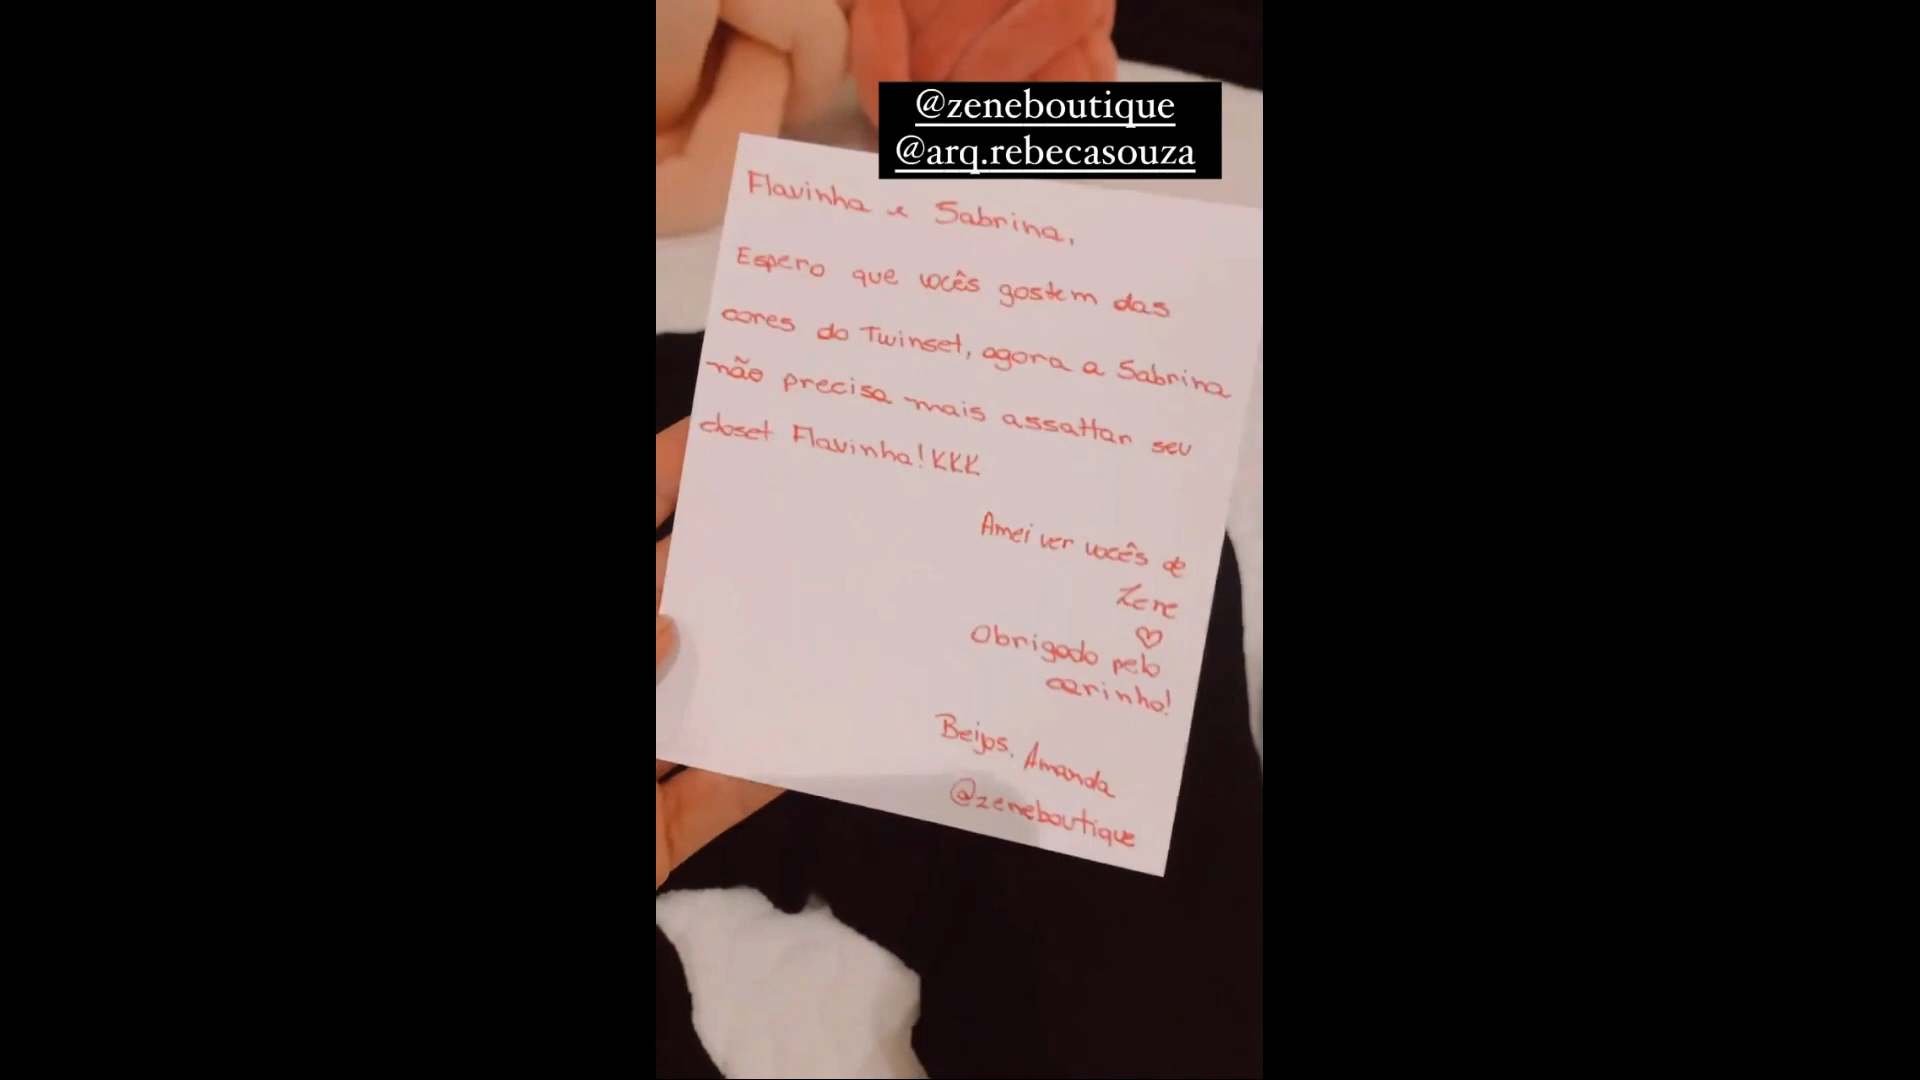 @zeneboutique
@arq.rebecasouza
Flavinha e Sabrina,
Espero que vocês gostem das
cores do Twinset, agora a Sabrina
não precisa mais assaltar seu
closet Flavinha! KKK
Amei ver vocês de
Zene
♡
Obrigado pelo
carinho!
Beijos, Amanda
@zeneboutique